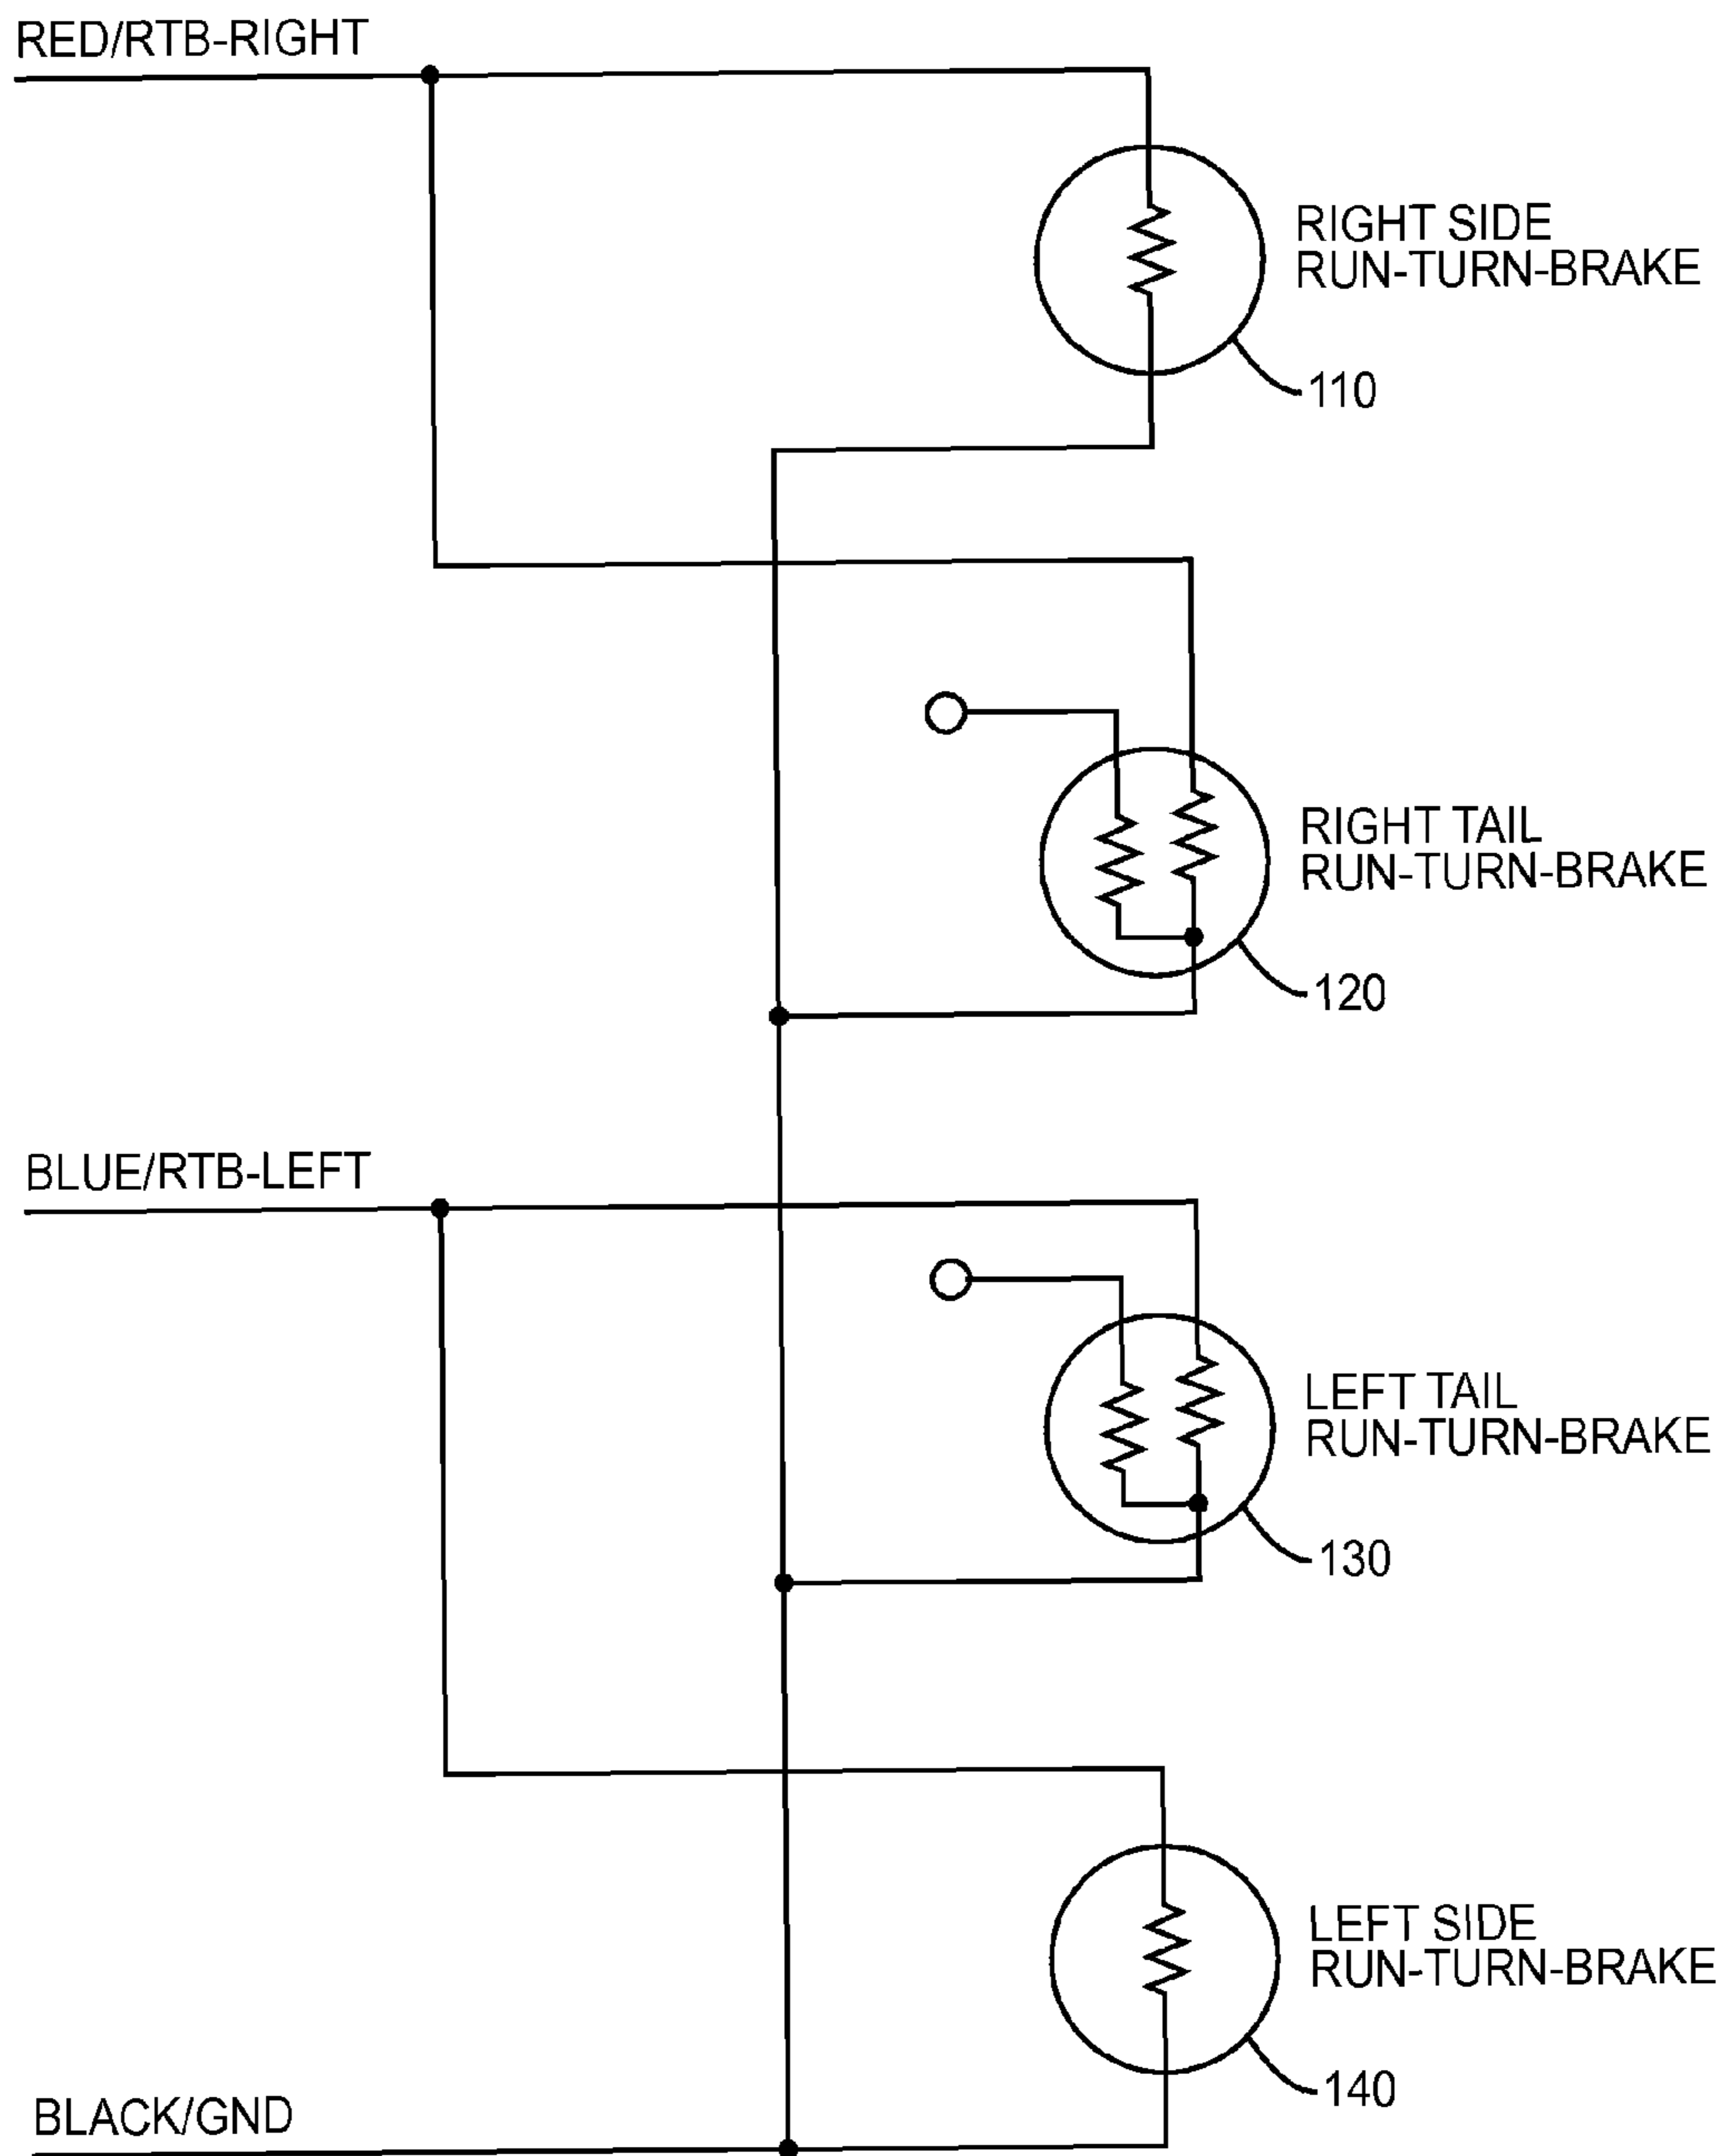 RED/RTB-RIGHT
RIGHT SIDE
RUN-TURN-BRAKE
110
RIGHT TAIL
RUN-TURN-BRAKE
120
BLUE/RTB-LEFT
LEFT TAIL
RUN-TURN-BRAKE
130
LEFT SIDE
RUN-TURN-BRAKE
140
BLACK/GND